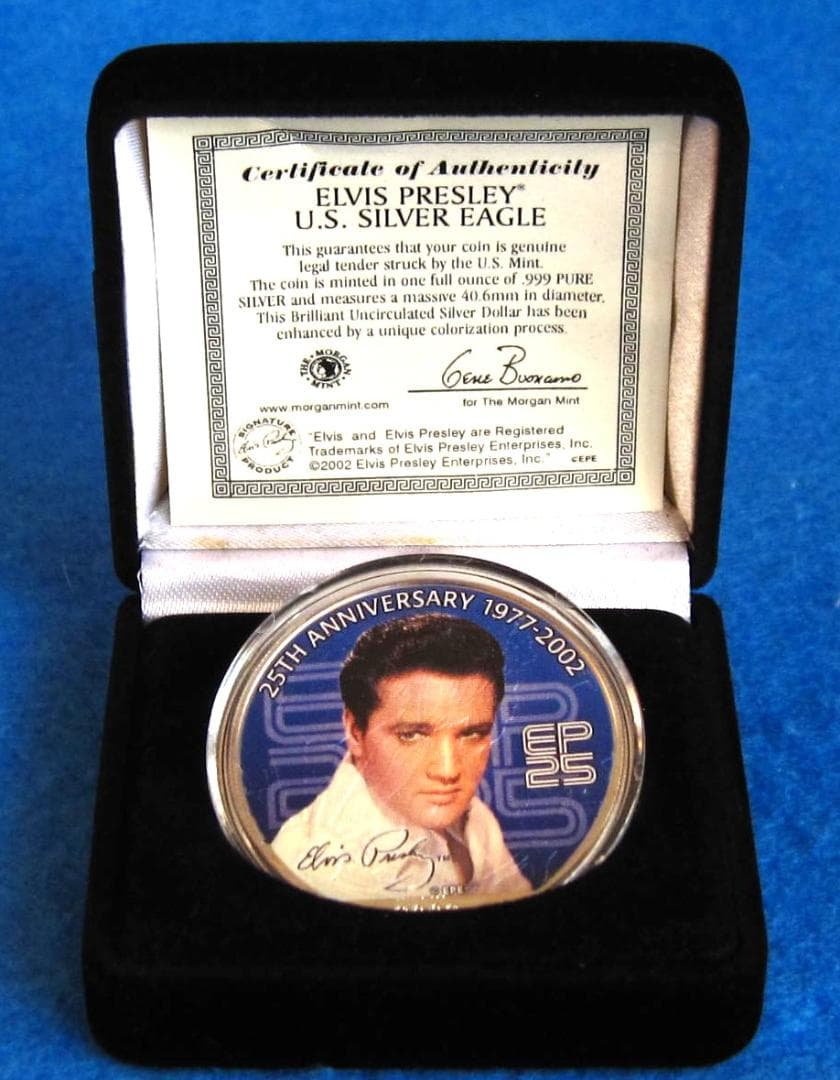 Certificate of Authenticity
ELVIS PRESLEY®
U.S. SILVER EAGLE
This guarantees that your coin is genuine
legal tender struck by the U.S. Mint.
The coin is minted in one full ounce of .999 PURE
SILVER and measures a massive 40.6mm in diameter.
This Brilliant Uncirculated Silver Dollar has been
enhanced by a unique colorization process.
THE MORGAN MINT
Gene Buonamo
www.morganmint.com
for The Morgan Mint
SIGNATURE PRODUCT
Elvis Presley
"Elvis and Elvis Presley are Registered
Trademarks of Elvis Presley Enterprises, Inc.
©2002 Elvis Presley Enterprises, Inc."
©EPE
25TH ANNIVERSARY 1977-2002
EP
25
Elvis Presley™
©EPE